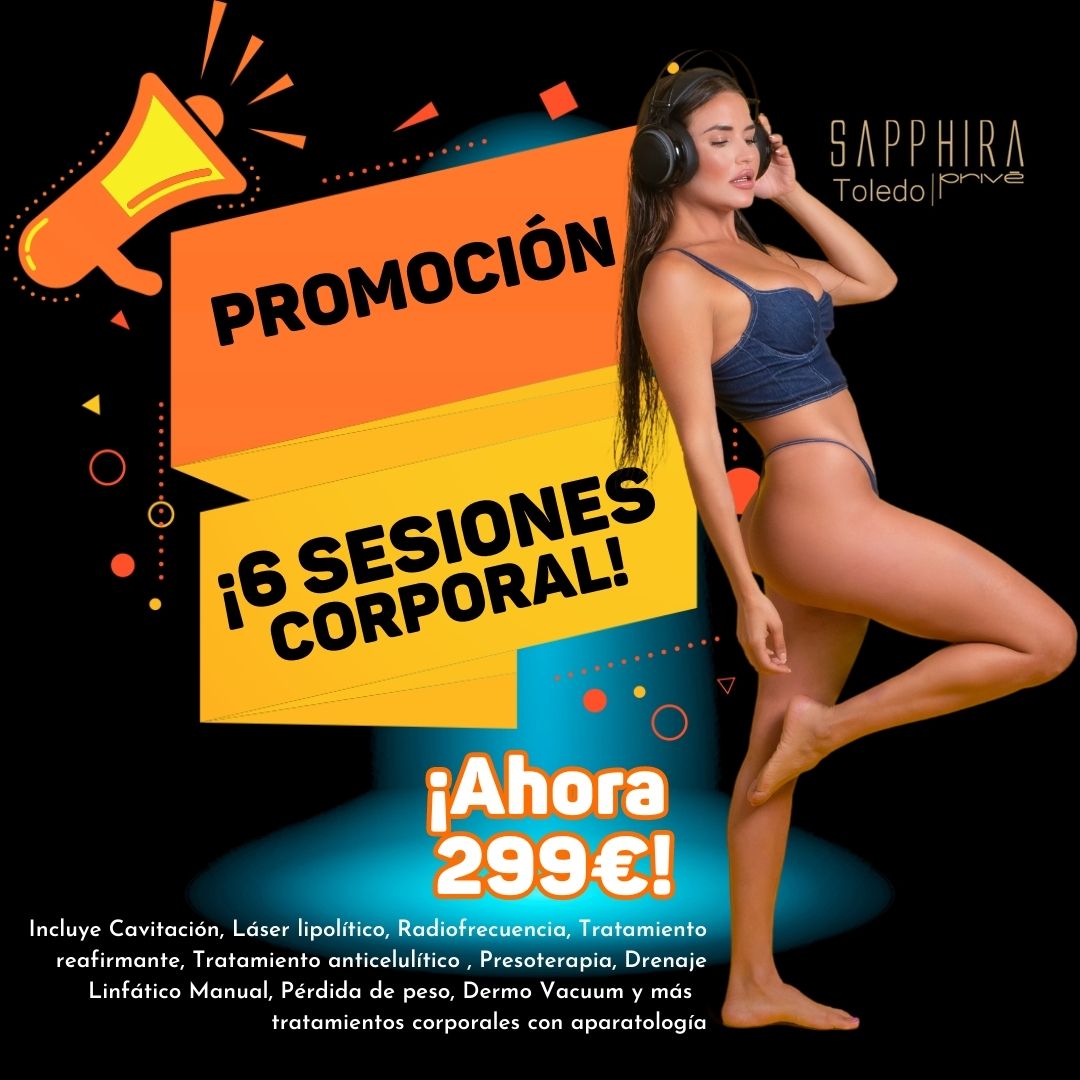 SAPPHIRA
Toledo| privē
PROMOCIÓN
¡6 SESIONES
CORPORAL!
¡Ahora
299€!
Incluye Cavitación, Láser lipolítico, Radiofrecuencia, Tratamiento
reafirmante, Tratamiento anticelulítico , Presoterapia, Drenaje
Linfático Manual, Pérdida de peso, Dermo Vacuum y más
tratamientos corporales con aparatología